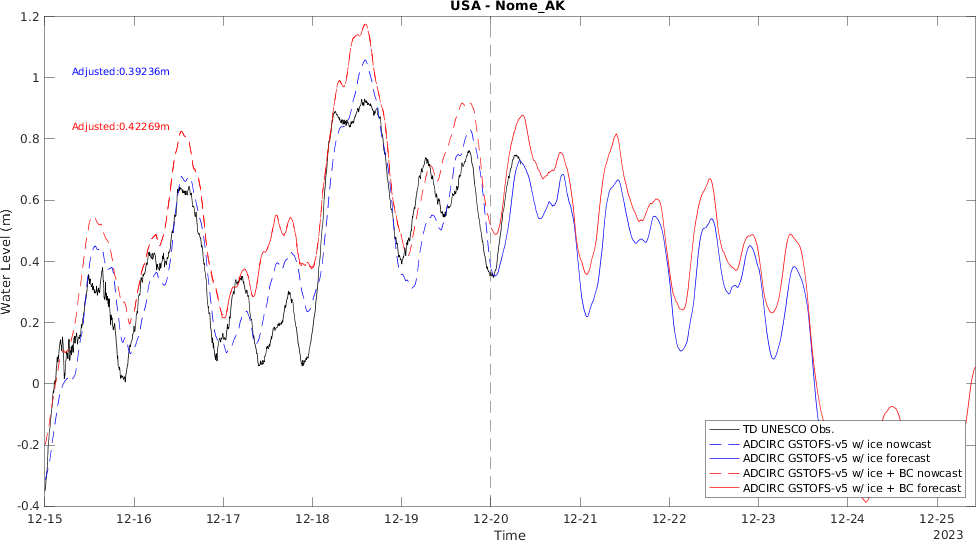 USA - Nome_AK
1.2
1
0.8
0.6
0.4
0.2
0
-0.2
-0.4
Water Level (m)
Adjusted:0.39236m
Adjusted:0.42269m
TD UNESCO Obs.
ADCIRC GSTOFS-v5 w/ ice nowcast
ADCIRC GSTOFS-v5 w/ ice forecast
ADCIRC GSTOFS-v5 w/ ice + BC nowcast
ADCIRC GSTOFS-v5 w/ ice + BC forecast
12-15 12-16 12-17 12-18 12-19 12-20 12-21 12-22 12-23 12-24 12-25
Time
2023